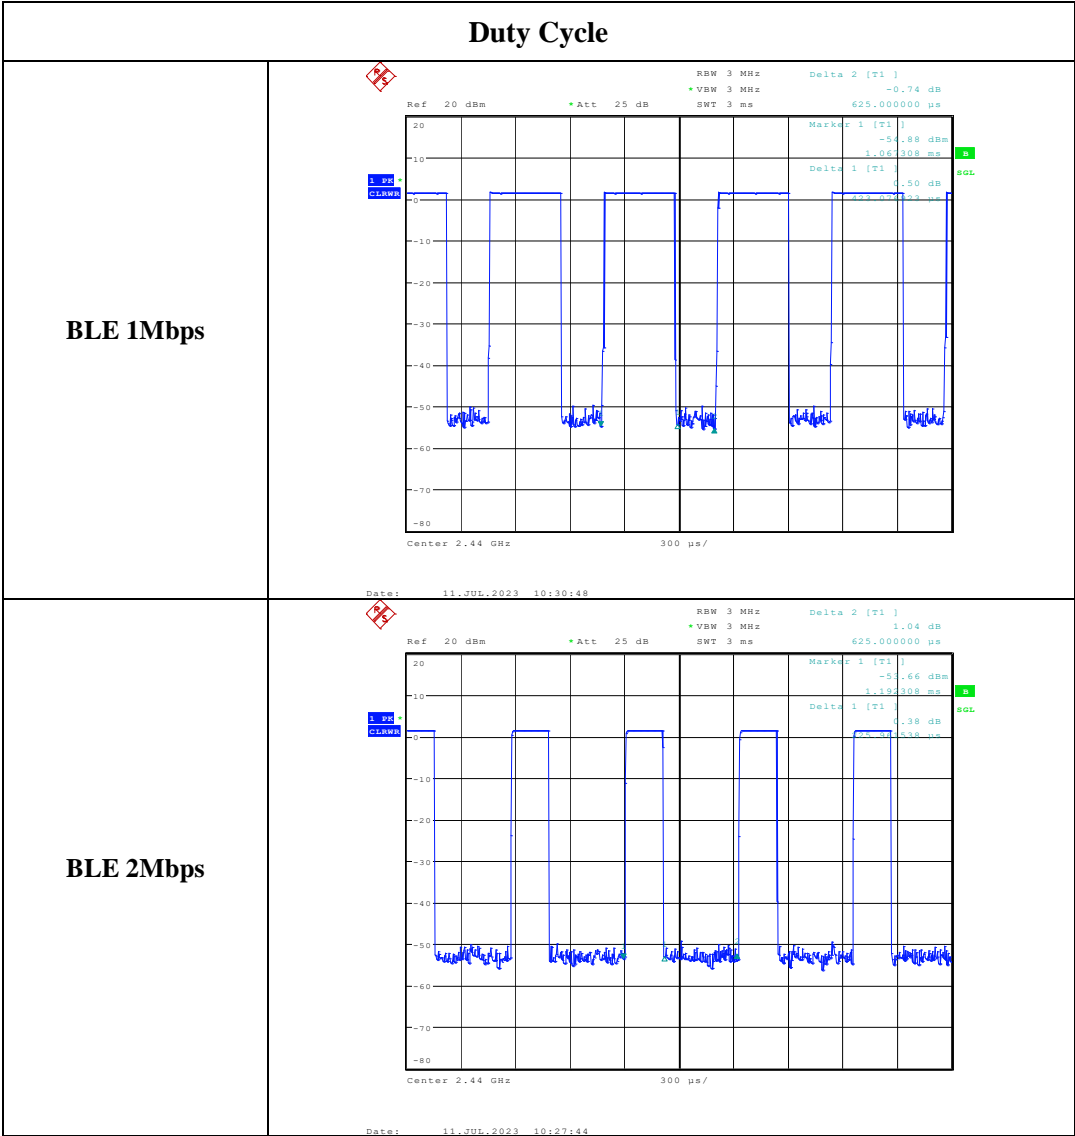 Duty Cycle
BLE 1Mbps
R S
RBW 3 MHz
Delta 2 [T1 ]
* VBW 3 MHz
-0.74 dB
Ref 20 dBm
* Att 25 dB
SWT 3 ms
625.000000 µs
20
Marker 1 [T1 ]
-54.88 dBm
1.067308 ms
B
10
Delta 1 [T1 ]
SGL
1 PK *
0.50 dB
CLRWR
0
-10
-20
-30
-40
-50
-60
-70
-80
Center 2.44 GHz
300 µs/
Date: 11.JUL.2023 10:30:48
BLE 2Mbps
R S
RBW 3 MHz
Delta 2 [T1 ]
* VBW 3 MHz
1.04 dB
Ref 20 dBm
* Att 25 dB
SWT 3 ms
625.000000 µs
20
Marker 1 [T1 ]
-53.66 dBm
1.192308 ms
B
10
Delta 1 [T1 ]
SGL
1 PK *
0.38 dB
CLRWR
0
-10
-20
-30
-40
-50
-60
-70
-80
Center 2.44 GHz
300 µs/
Date: 11.JUL.2023 10:27:44